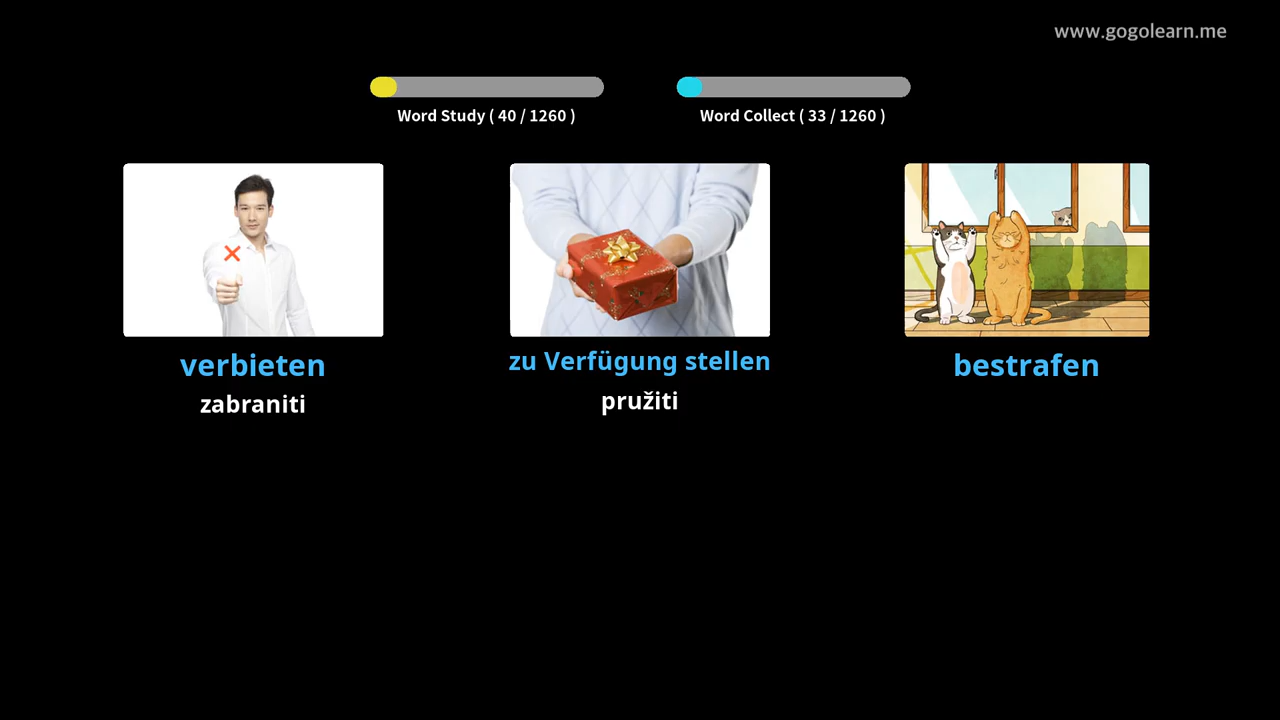 www.gogolearn.me
Word Study ( 40 / 1260 )
Word Collect ( 33 / 1260 )
verbieten
zabraniti
zu Verfügung stellen
pružiti
bestrafen